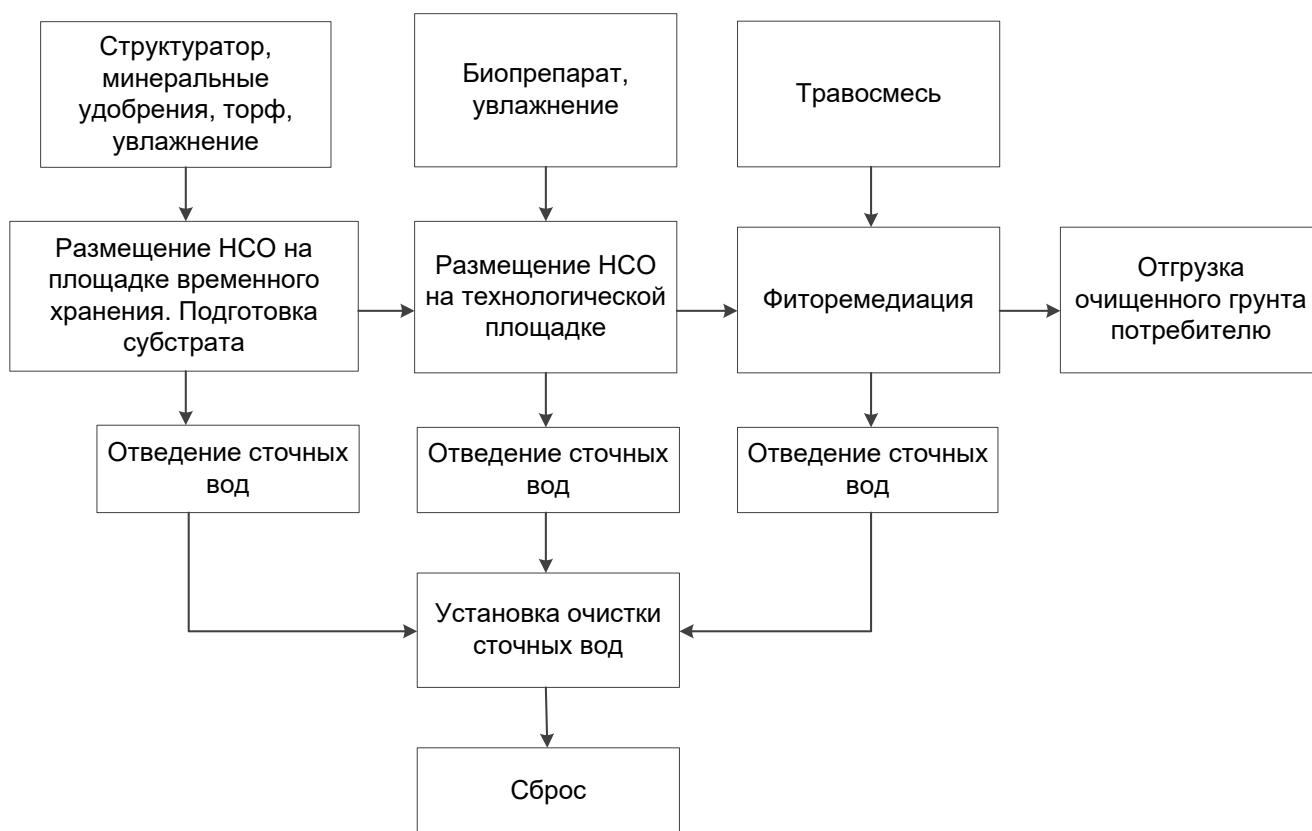 Структуратор,
минеральные
удобрения, торф,
увлажнение
Биопрепарат,
увлажнение
Травосмесь
Размещение НСО на
площадке временного
хранения. Подготовка
субстрата
Размещение НСО
на технологической
площадке
Фиторемедиация
Отгрузка
очищенного грунта
потребителю
Отведение сточных
вод
Отведение сточных
вод
Отведение сточных
вод
Установка очистки
сточных вод
Сброс